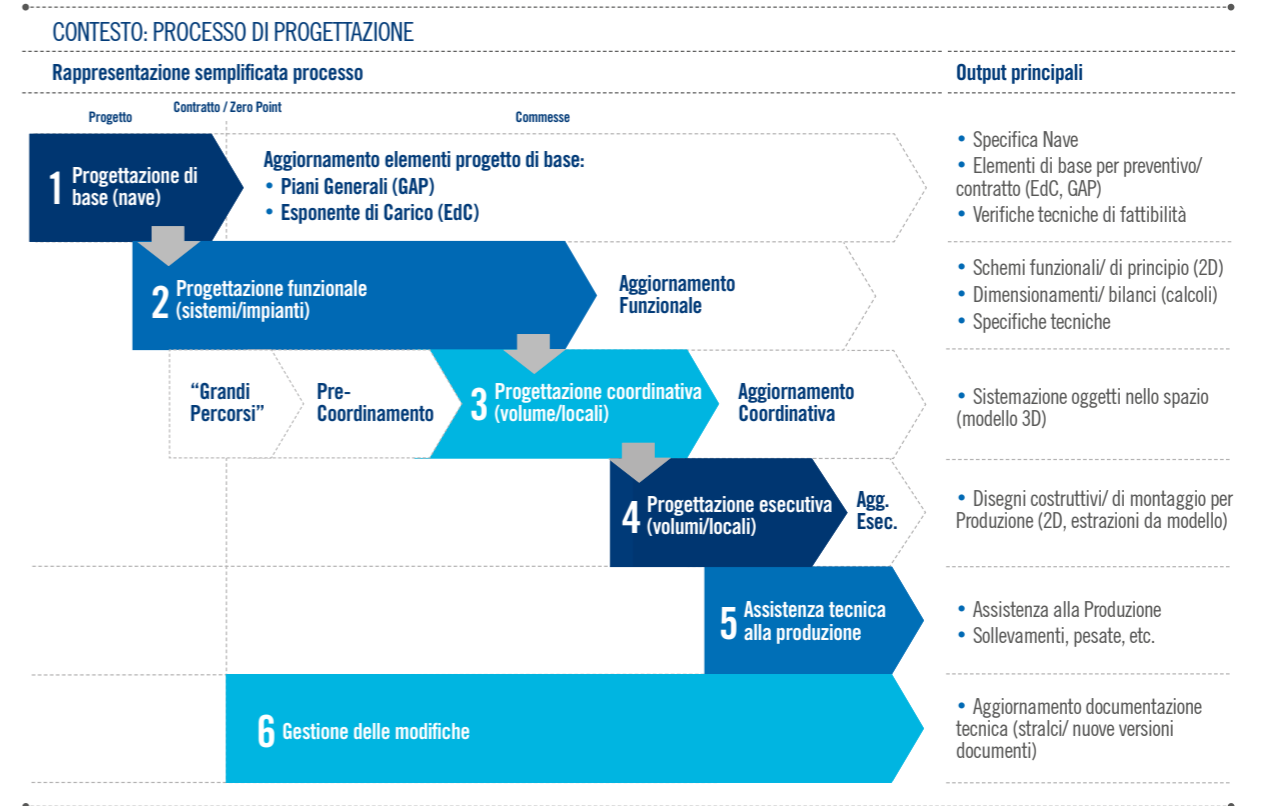 CONTESTO: PROCESSO DI PROGETTAZIONE
Rappresentazione semplificata processo
Output principali
Progetto
Contratto / Zero Point
Commesse
1 Progettazione di
base (nave)
Aggiornamento elementi progetto di base:
• Piani Generali (GAP)
• Esponente di Carico (EdC)
• Specifica Nave
• Elementi di base per preventivo/
contratto (EdC, GAP)
• Verifiche tecniche di fattibilità
2 Progettazione funzionale
(sistemi/impianti)
Aggiornamento
Funzionale
• Schemi funzionali/ di principio (2D)
• Dimensionamenti/ bilanci (calcoli)
• Specifiche tecniche
“Grandi
Percorsi”
Pre-
Coordinamento
3 Progettazione coordinativa
(volume/locali)
Aggiornamento
Coordinativa
• Sistemazione oggetti nello spazio
(modello 3D)
4 Progettazione esecutiva
(volumi/locali)
Agg.
Esec.
• Disegni costruttivi/ di montaggio per
Produzione (2D, estrazioni da modello)
5 Assistenza tecnica
alla produzione
• Assistenza alla Produzione
• Sollevamenti, pesate, etc.
6 Gestione delle modifiche
• Aggiornamento documentazione
tecnica (stralci/ nuove versioni
documenti)